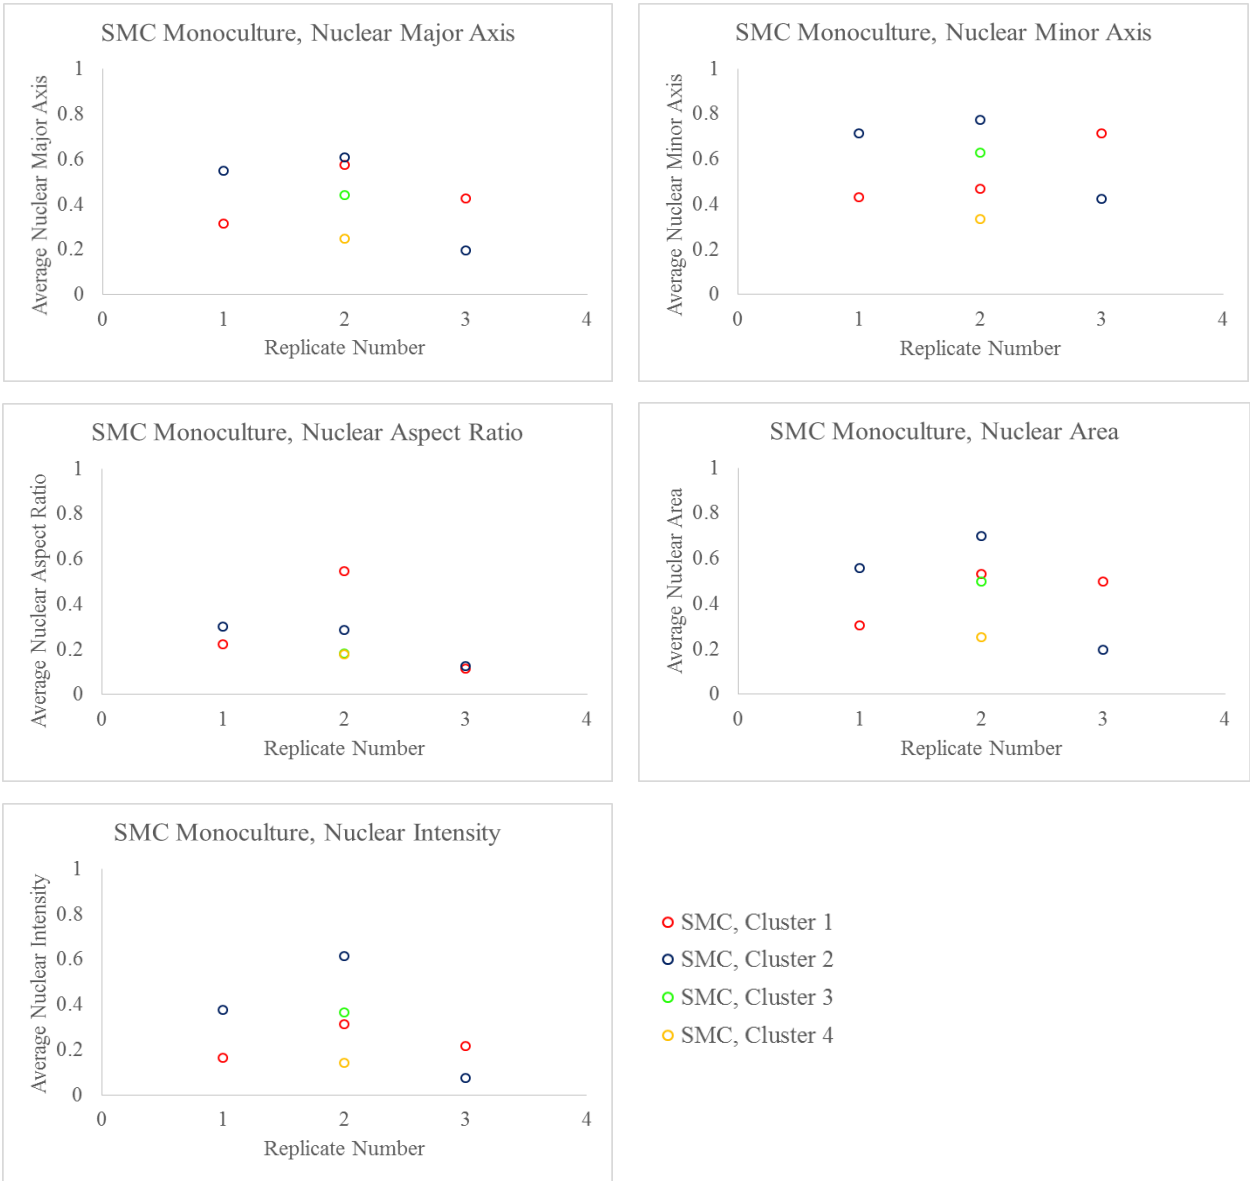 SMC Monoculture, Nuclear Major Axis
Average Nuclear Major Axis
1
0.8
0.6
0.4
0.2
0
0 1 2 3 4
Replicate Number
SMC Monoculture, Nuclear Minor Axis
Average Nuclear Minor Axis
1
0.8
0.6
0.4
0.2
0
0 1 2 3 4
Replicate Number
SMC Monoculture, Nuclear Aspect Ratio
Average Nuclear Aspect Ratio
1
0.8
0.6
0.4
0.2
0
0 1 2 3 4
Replicate Number
SMC Monoculture, Nuclear Area
Average Nuclear Area
1
0.8
0.6
0.4
0.2
0
0 1 2 3 4
Replicate Number
SMC Monoculture, Nuclear Intensity
Average Nuclear Intensity
1
0.8
0.6
0.4
0.2
0
0 1 2 3 4
Replicate Number
SMC, Cluster 1
SMC, Cluster 2
SMC, Cluster 3
SMC, Cluster 4